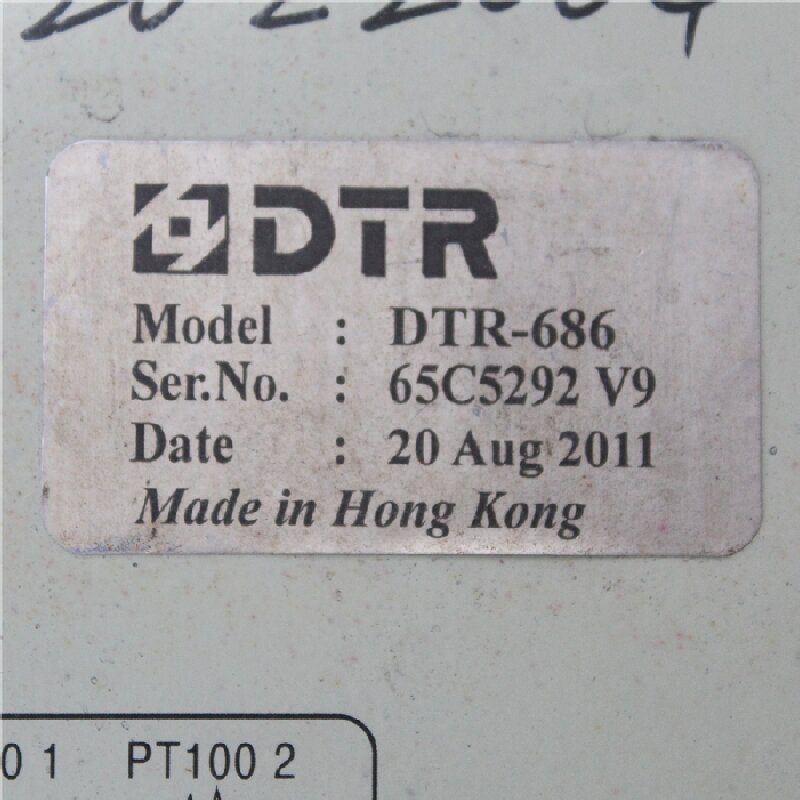 DTR
Model : DTR-686
Ser.No. : 65C5292 V9
Date : 20 Aug 2011
Made in Hong Kong
0 1 PT100 2